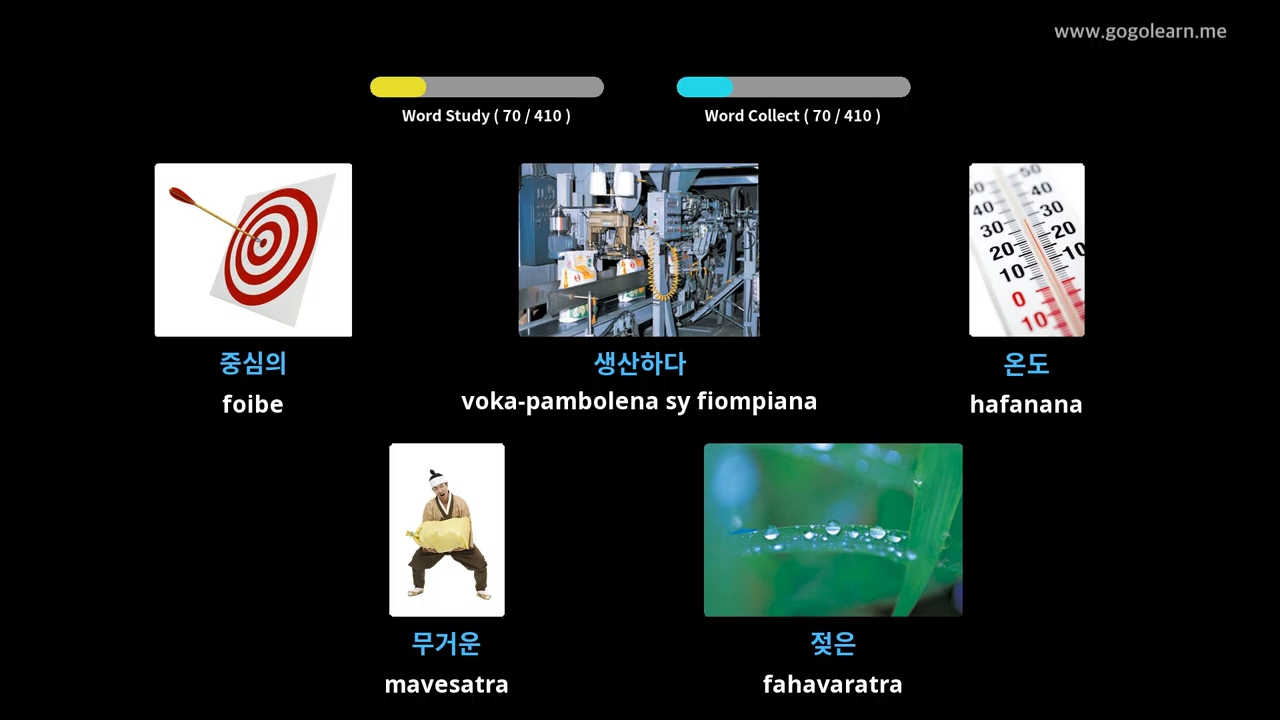 www.gogolearn.me
Word Study ( 70 / 410 )
Word Collect ( 70 / 410 )
중심의
foibe
생산하다
voka-pambolena sy fiompiana
온도
hafanana
무거운
mavesatra
젖은
fahavaratra